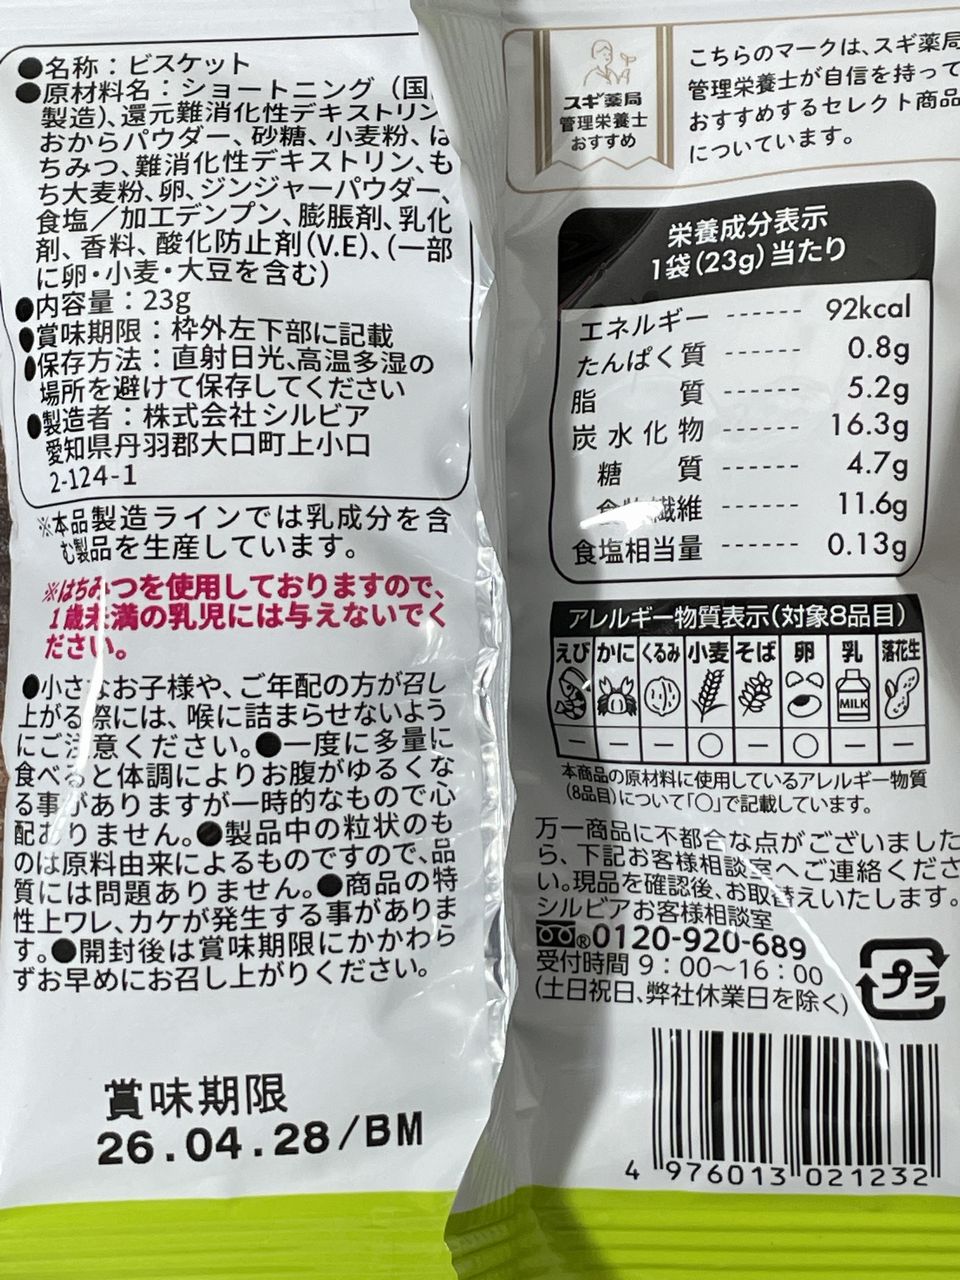 ●名称：ビスケット
●原材料名：ショートニング（国
製造）、還元難消化性デキストリン
おからパウダー、砂糖、小麦粉、は
ちみつ、難消化性デキストリン、も
ち大麦粉、卵、ジンジャーパウダー、
食塩／加工デンプン、膨脹剤、乳化
剤、香料、酸化防止剤（V.E）、（一部
に卵・小麦・大豆を含む）
●内容量：23g
●賞味期限：枠外左下部に記載
●保存方法：直射日光、高温多湿の
場所を避けて保存してください
●製造者：株式会社 シルビア
愛知県丹羽郡大口町上小口
2-124-1
※本品製造ラインでは乳成分を含
む製品を生産しています。
※はちみつを使用しておりますので、
1歳未満の乳児には与えないでく
ださい。
●小さなお子様や、ご年配の方が召し
上がる際には、喉に詰まらせないよう
にご注意ください。●一度に多量に
食べると体調によりお腹がゆるくな
る事がありますが一時的なもので心
配ありません。●製品中の粒状のも
のは原料由来によるものですので、品
質には問題ありません。●商品の特
性上ワレ、カケが発生する事がありま
す。●開封後は賞味期限にかかわら
ずお早めにお召し上がりください。
賞味期限
26.04.28/BM
スギ薬局
管理栄養士
おすすめ
こちらのマークは、スギ薬局
管理栄養士が自信を持って
おすすめするセレクト商品
についています。
栄養成分表示
1袋（23g）当たり
エネルギー ------ 92kcal
たんぱく質 ------ 0.8g
脂質 ------ 5.2g
炭水化物 ------ 16.3g
糖質 ------ 4.7g
食物繊維 ------ 11.6g
食塩相当量 ------ 0.13g
アレルギー物質表示（対象8品目）
えび かに くるみ 小麦 そば 卵 乳 落花生
MILK
－ － － ○ － ○ － －
本商品の原材料に使用しているアレルギー物質
（8品目）について「○」で記載しています。
万一商品に不都合な点がございました
ら、下記お客様相談室へご連絡くださ
い。現品を確認後、お取替えいたします。
シルビアお客様相談室
®0120-920-689
受付時間 9：00～16：00
（土日祝日、弊社休業日を除く）
プラ
4 976013 021232